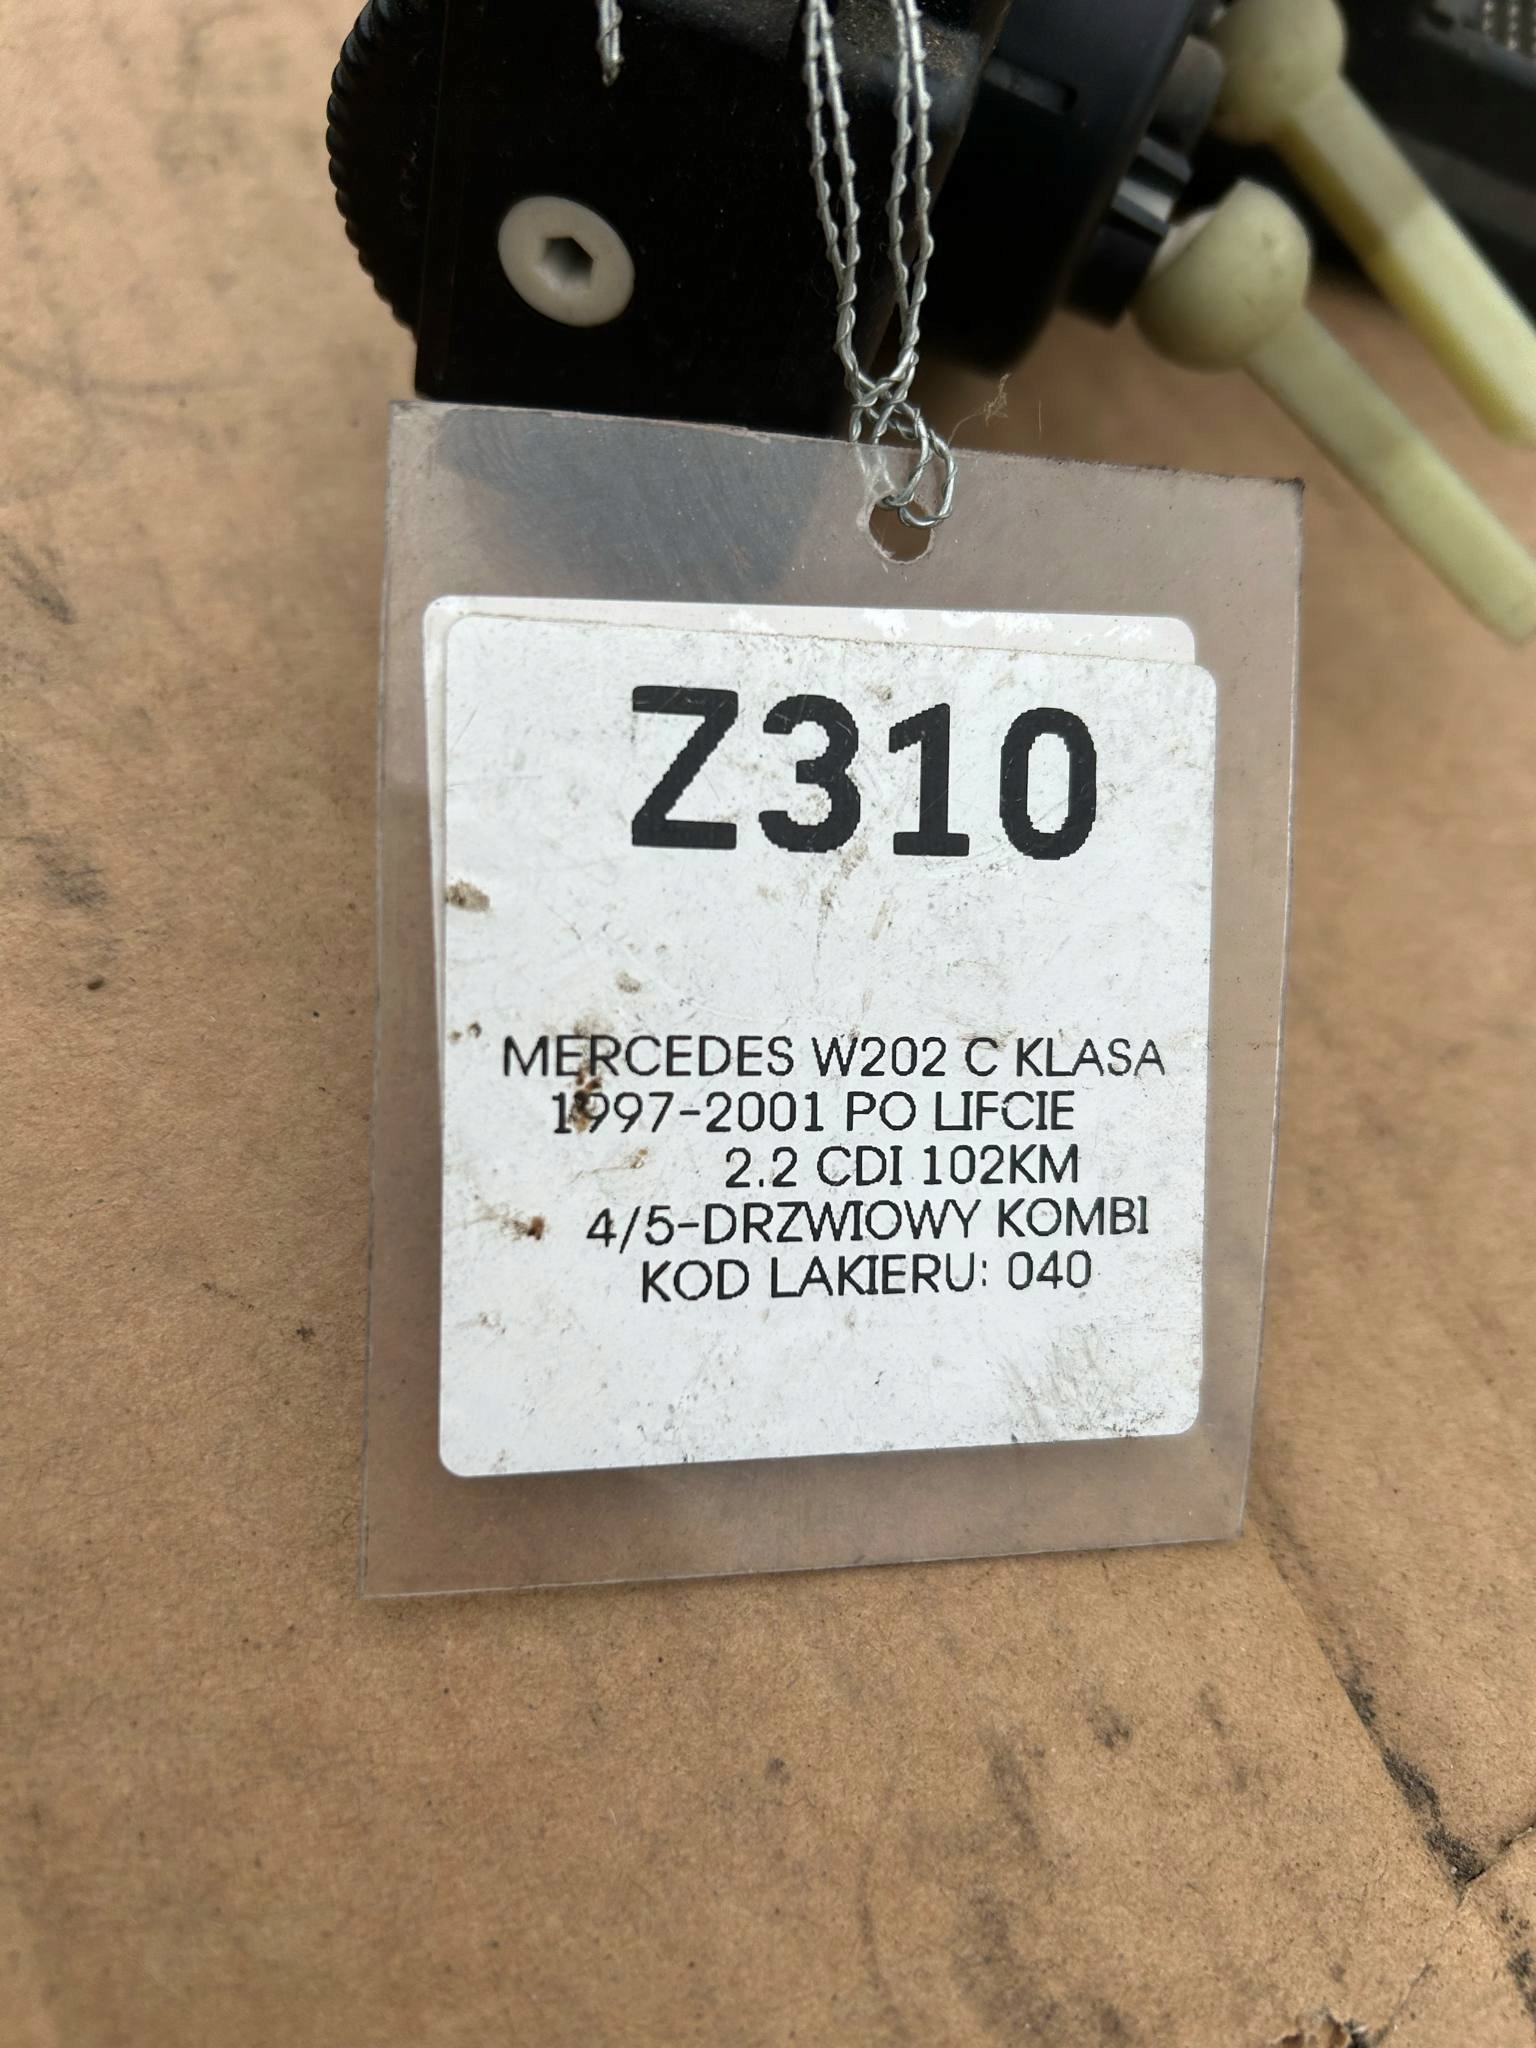 Z310
MERCEDES W202 C KLASA
1997-2001 PO LIFCIE
2.2 CDI 102KM
4/5-DRZWIOWY KOMBI
KOD LAKIERU: 040